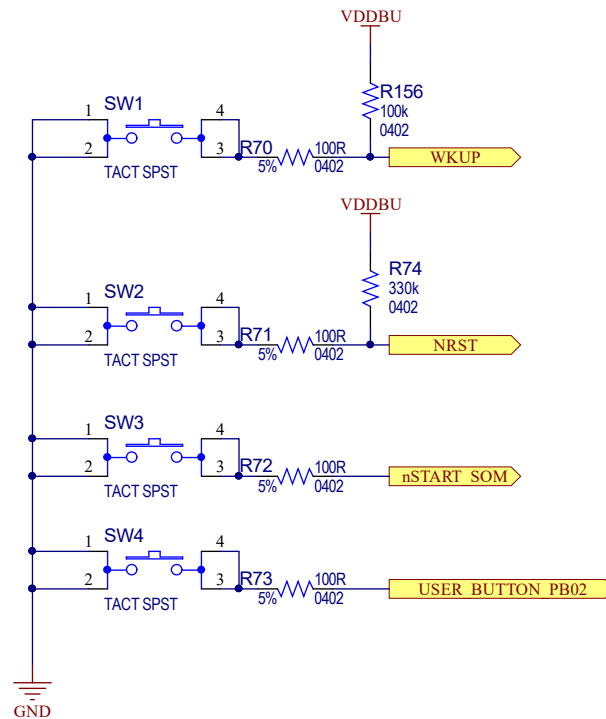 VDDBU
SW1
1
2
4
3
TACT SPST
R70
5%
100R
0402
R156
100k
0402
WKUP
VDDBU
SW2
1
2
4
3
TACT SPST
R71
5%
100R
0402
R74
330k
0402
NRST
SW3
1
2
4
3
TACT SPST
R72
5%
100R
0402
nSTART_SOM
SW4
1
2
4
3
TACT SPST
R73
5%
100R
0402
USER_BUTTON_PB02
GND